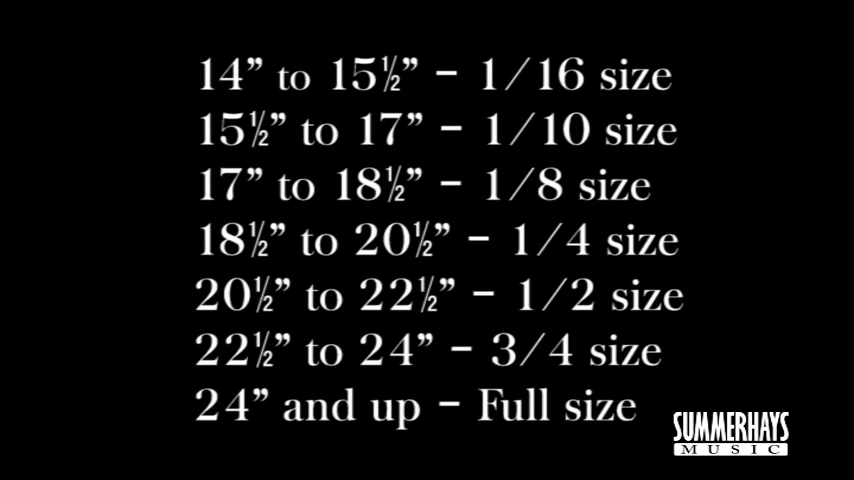 14” to 15½” – 1/16 size
15½” to 17” – 1/10 size
17” to 18½” – 1/8 size
18½” to 20½” – 1/4 size
20½” to 22½” – 1/2 size
22½” to 24” – 3/4 size
24” and up – Full size
SUMMERHAYS
MUSIC